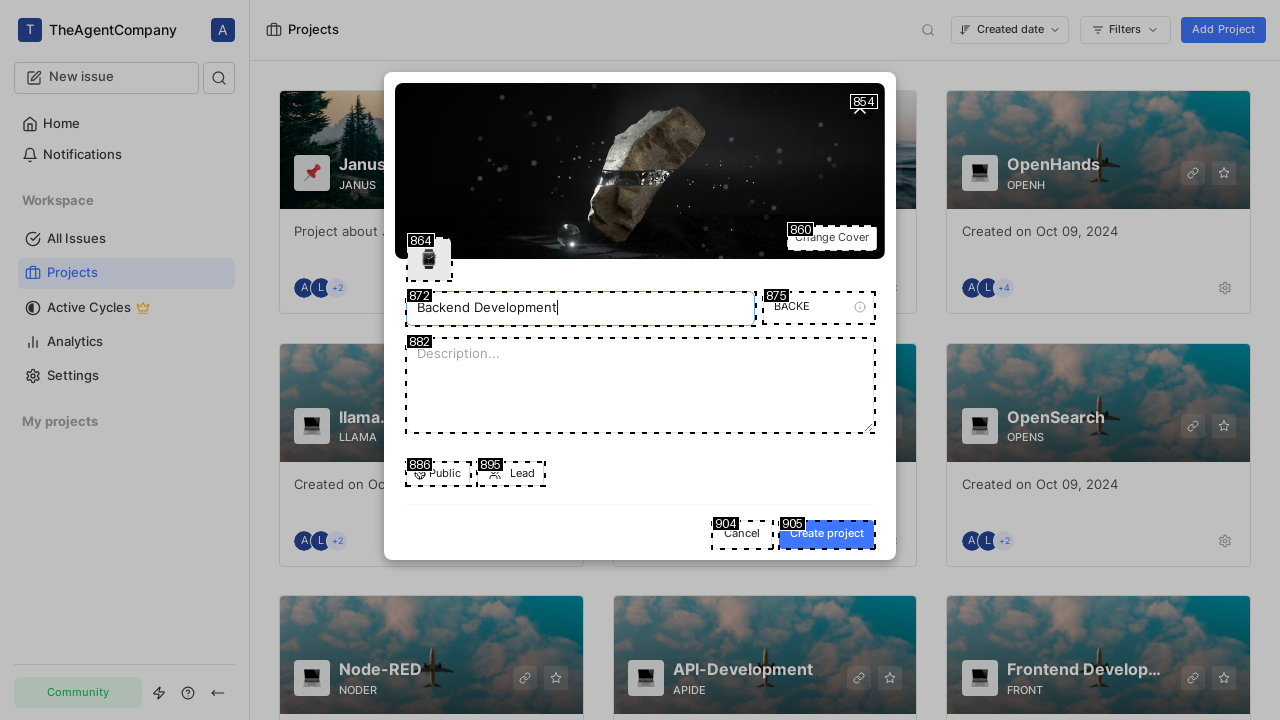 T TheAgentCompany A
New issue
Home
Notifications
Workspace
All Issues
Projects
Active Cycles
Analytics
Settings
My projects
Community
Projects
Created date
Filters
Add Project
Janus
JANUS
Project about
A L +2
OpenHands
OPENH
Created on Oct 09, 2024
A L +4
llama.
LLAMA
Created on Oc
A L +2
OpenSearch
OPENS
Created on Oct 09, 2024
A L +2
Node-RED
NODER
API-Development
APIDE
Frontend Develop...
FRONT
854
860
Change Cover
864
872
Backend Development
875
BACKE
882
Description...
886
Public
895
Lead
904
Cancel
905
Create project